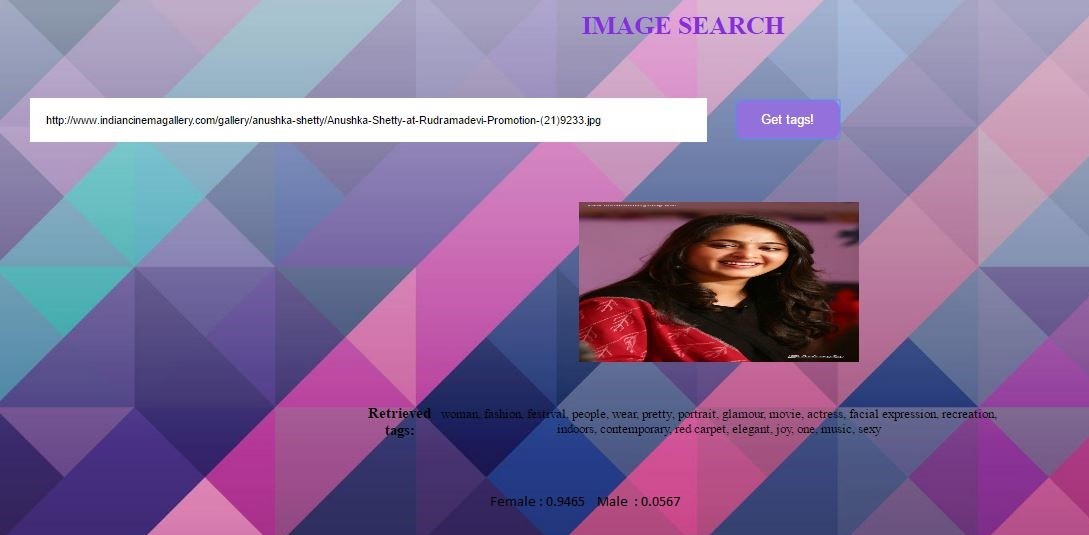 IMAGE SEARCH
http://www.indiancinemagallery.com/gallery/anushka-shetty/Anushka-Shetty-at-Rudramadevi-Promotion-(21)9233.jpg
Get tags!
Retrieved tags:
woman, fashion, festival, people, wear, pretty, portrait, glamour, movie, actress, facial expression, recreation,
indoors, contemporary, red carpet, elegant, joy, one, music, sexy
Female : 0.9465 Male : 0.0567